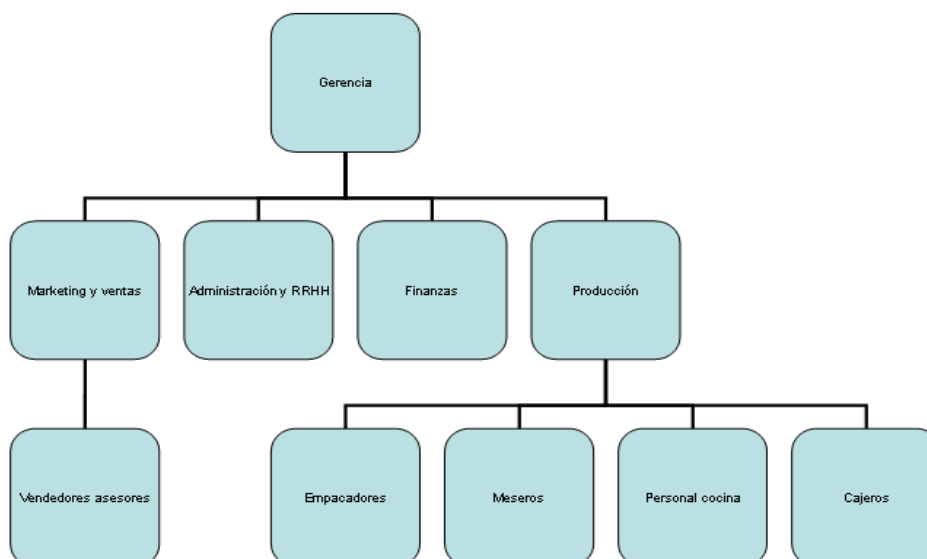 Gerencia
Marketing y ventas
Administración y RRHH
Finanzas
Producción
Vendedores asesores
Empacadores
Meseros
Personal cocina
Cajeros